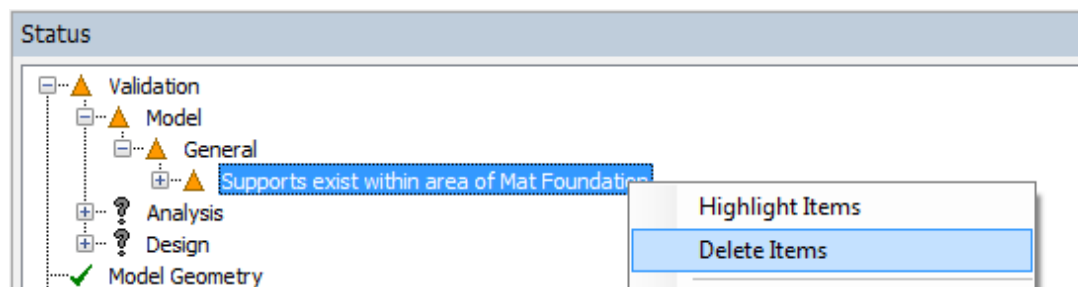 Status
Validation
Model
General
Supports exist within area of Mat Foundation
Highlight Items
Analysis
Delete Items
Design
Model Geometry